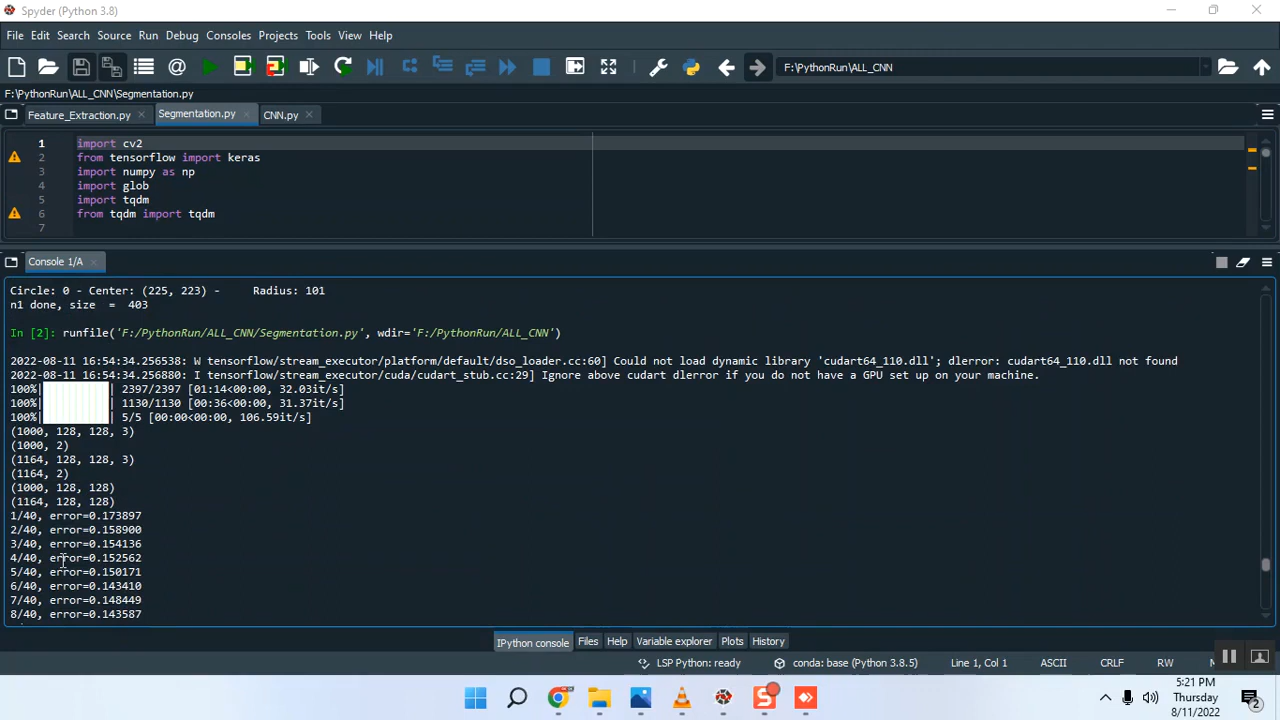 Spyder (Python 3.8)
File Edit Search Source Run Debug Consoles Projects Tools View Help
F:\PythonRun\ALL_CNN
F:\PythonRun\ALL_CNN\Segmentation.py
Feature_Extraction.py Segmentation.py CNN.py
1 import cv2
2 from tensorflow import keras
3 import numpy as np
4 import glob
5 import tqdm
6 from tqdm import tqdm
7
Console 1/A
Circle: 0 - Center: (225, 223) - Radius: 101
n1 done, size = 403
In [2]: runfile('F:/PythonRun/ALL_CNN/Segmentation.py', wdir='F:/PythonRun/ALL_CNN')
2022-08-11 16:54:34.256538: W tensorflow/stream_executor/platform/default/dso_loader.cc:60] Could not load dynamic library 'cudart64_110.dll'; dlerror: cudart64_110.dll not found
2022-08-11 16:54:34.256880: I tensorflow/stream_executor/cuda/cudart_stub.cc:29] Ignore above cudart dlerror if you do not have a GPU set up on your machine.
100%| | 2397/2397 [01:14<00:00, 32.03it/s]
100%| | 1130/1130 [00:36<00:00, 31.37it/s]
100%| | 5/5 [00:00<00:00, 106.59it/s]
(1000, 128, 128, 3)
(1000, 2)
(1164, 128, 128, 3)
(1164, 2)
(1000, 128, 128)
(1164, 128, 128)
1/40, error=0.173897
2/40, error=0.158900
3/40, error=0.154136
4/40, error=0.152562
5/40, error=0.150171
6/40, error=0.143410
7/40, error=0.148449
8/40, error=0.143587
IPython console Files Help Variable explorer Plots History
LSP Python: ready conda: base (Python 3.8.5) Line 1, Col 1 ASCII CRLF RW
5:21 PM
Thursday
8/11/2022
2